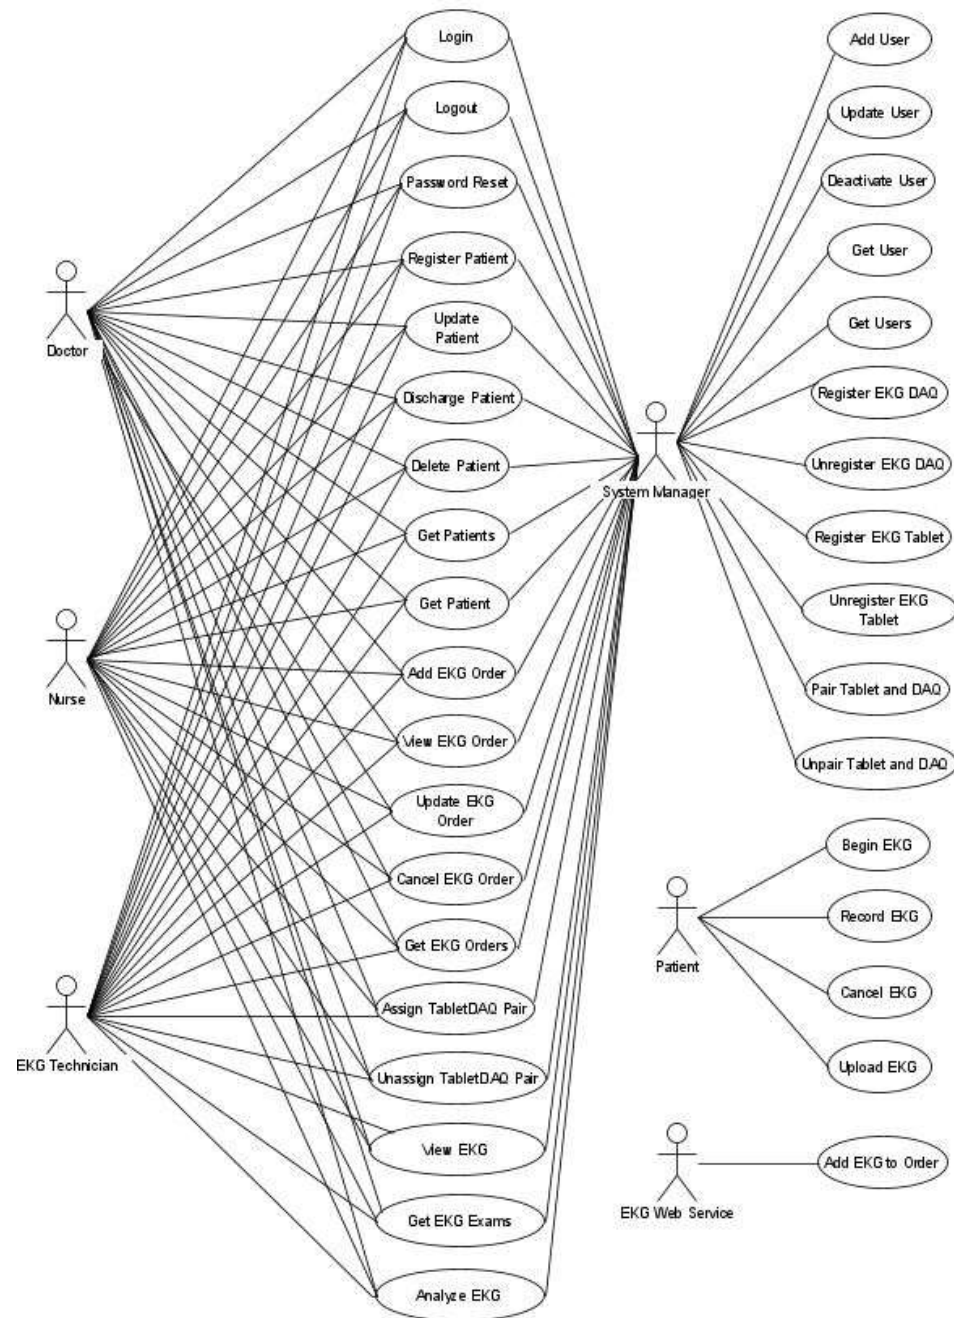 Login
Logout
Password Reset
Register Patient
Update
Patient
Discharge Patient
Delete Patient
Get Patients
Get Patient
Add EKG Order
View EKG Order
Update EKG
Order
Cancel EKG Order
Get EKG Orders
Assign TabletDAQ Pair
Unassign TabletDAQ Pair
View EKG
Get EKG Exams
Analyze EKG
Doctor
Nurse
EKG Technician
System Manager
Add User
Update User
Deactivate User
Get User
Get Users
Register EKG DAQ
Unregister EKG DAQ
Register EKG Tablet
Unregister EKG
Tablet
Pair Tablet and DAQ
Unpair Tablet and DAQ
Patient
Begin EKG
Record EKG
Cancel EKG
Upload EKG
EKG Web Service
Add EKG to Order